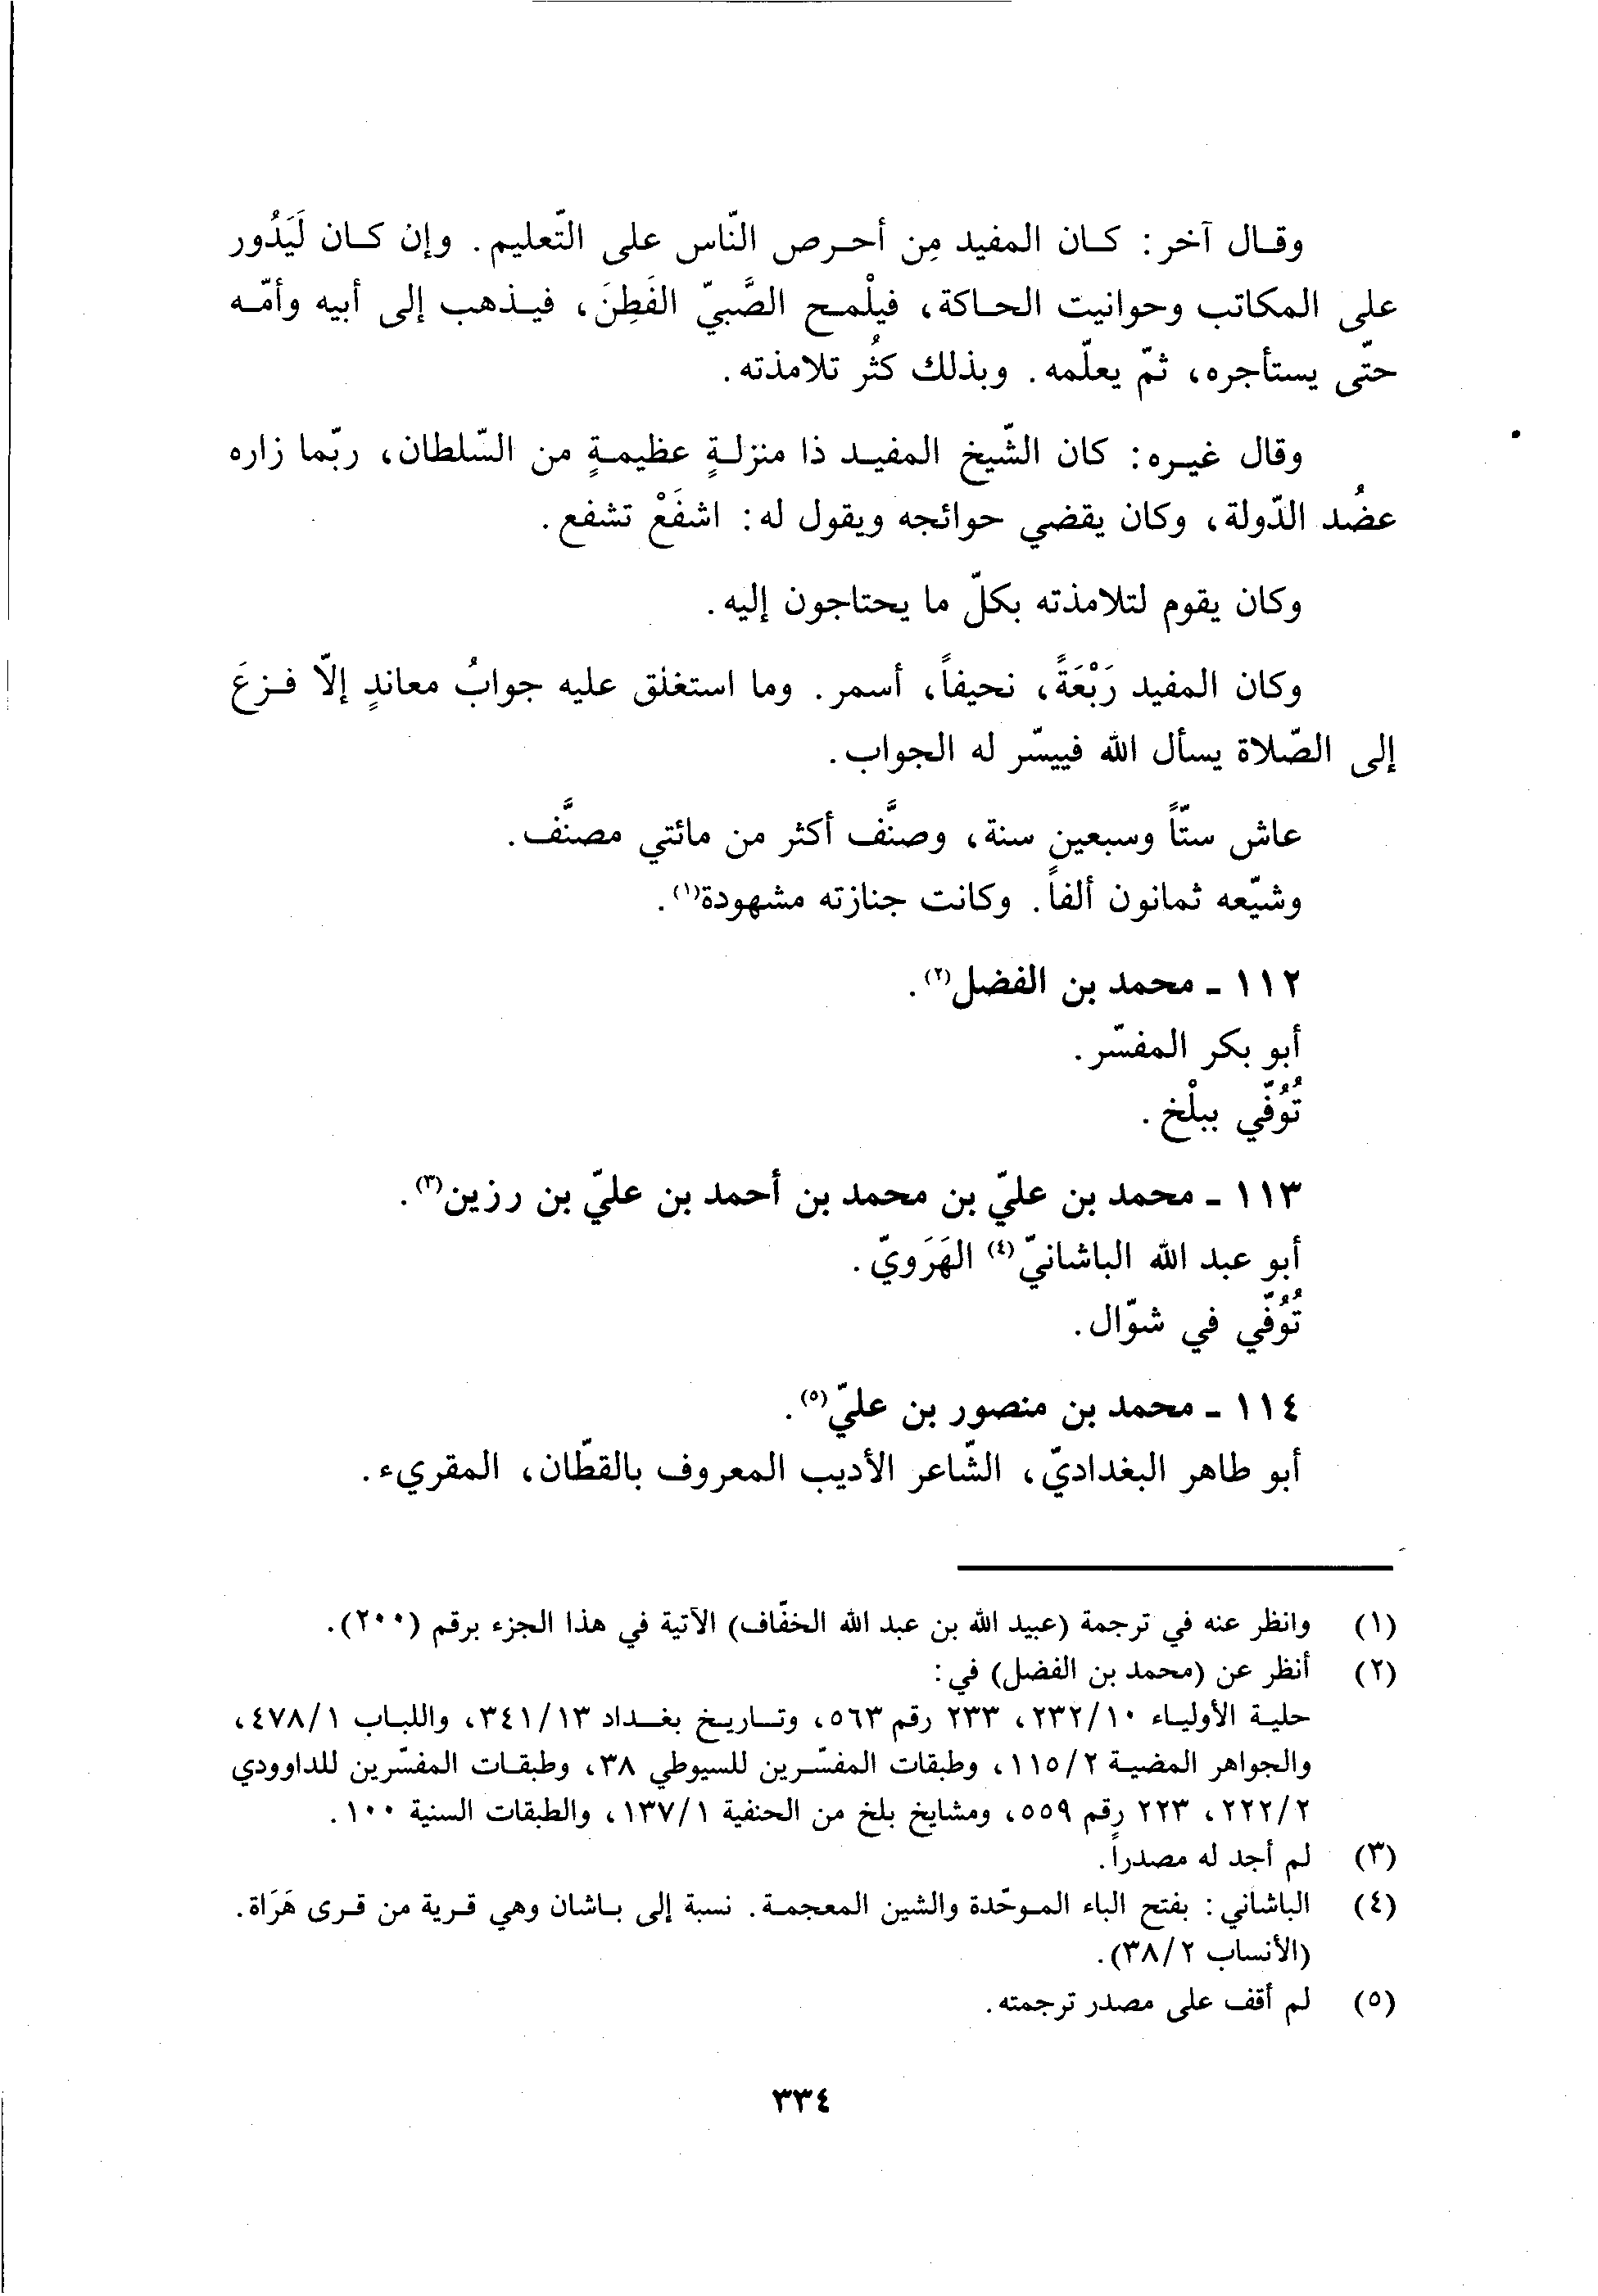 وقال آخر: كان المفيد مِن أحرص النّاس على التّعليم. وإن كان لَيَدُور
على المكاتب وحوانيت الحاكة، فيلْمح الصَّبيّ الفَطِنَ، فيذهب إلى أبيه وأمّه
حتّى يستأجره، ثمّ يعلّمه. وبذلك كثُر تلامذته.
وقال غيره: كان الشّيخ المفيد ذا منزلةٍ عظيمةٍ من السّلطان، ربّما زاره
عضُد الدّولة، وكان يقضي حوائجه ويقول له: اشفَعْ تشفع.
وكان يقوم لتلامذته بكلّ ما يحتاجون إليه.
وكان المفيد رَبْعَةً، نحيفاً، أسمر. وما استغلق عليه جوابُ معاندٍ إلّا فزعَ
إلى الصّلاة يسأل الله فييسّر له الجواب.
عاش ستّاً وسبعين سنة، وصنَّف أكثر من مائتي مصنَّف.
وشيّعه ثمانون ألفاً. وكانت جنازته مشهودة(١).
١١٢ - محمد بن الفضل(٢).
أبو بكر المفسّر.
تُوُفّي ببلْخ.
١١٣ - محمد بن عليّ بن محمد بن أحمد بن عليّ بن رزين(٣).
أبو عبد الله الباشانيّ(٤) الهَرَويّ.
تُوُفّي في شوّال.
١١٤ - محمد بن منصور بن عليّ(٥).
أبو طاهر البغداديّ، الشّاعر الأديب المعروف بالقطّان، المقريء.
(١) وانظر عنه في ترجمة (عبيد الله بن عبد الله الخفّاف) الآتية في هذا الجزء برقم (٢٠٠).
(٢) أنظر عن (محمد بن الفضل) في:
حلية الأولياء ٢٣٢/١٠، ٢٣٣ رقم ٥٦٣، وتاريخ بغداد ٣٤١/١٣، واللباب ٤٧٨/١،
والجواهر المضية ١١٥/٢، وطبقات المفسّرين للسيوطي ٣٨، وطبقات المفسّرين للداوودي
٢٢٢/٢، ٢٢٣ رقم ٥٥٩، ومشايخ بلخ من الحنفية ١٣٧/١، والطبقات السنية ١٠٠.
(٣) لم أجد له مصدراً.
(٤) الباشاني: بفتح الباء الموحّدة والشين المعجمة. نسبة إلى باشان وهي قرية من قرى هَرَاة.
(الأنساب ٣٨/٢).
(٥) لم أقف على مصدر ترجمته.
٣٣٤